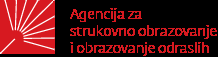 Agencija za
strukovno obrazovanje
i obrazovanje odraslih